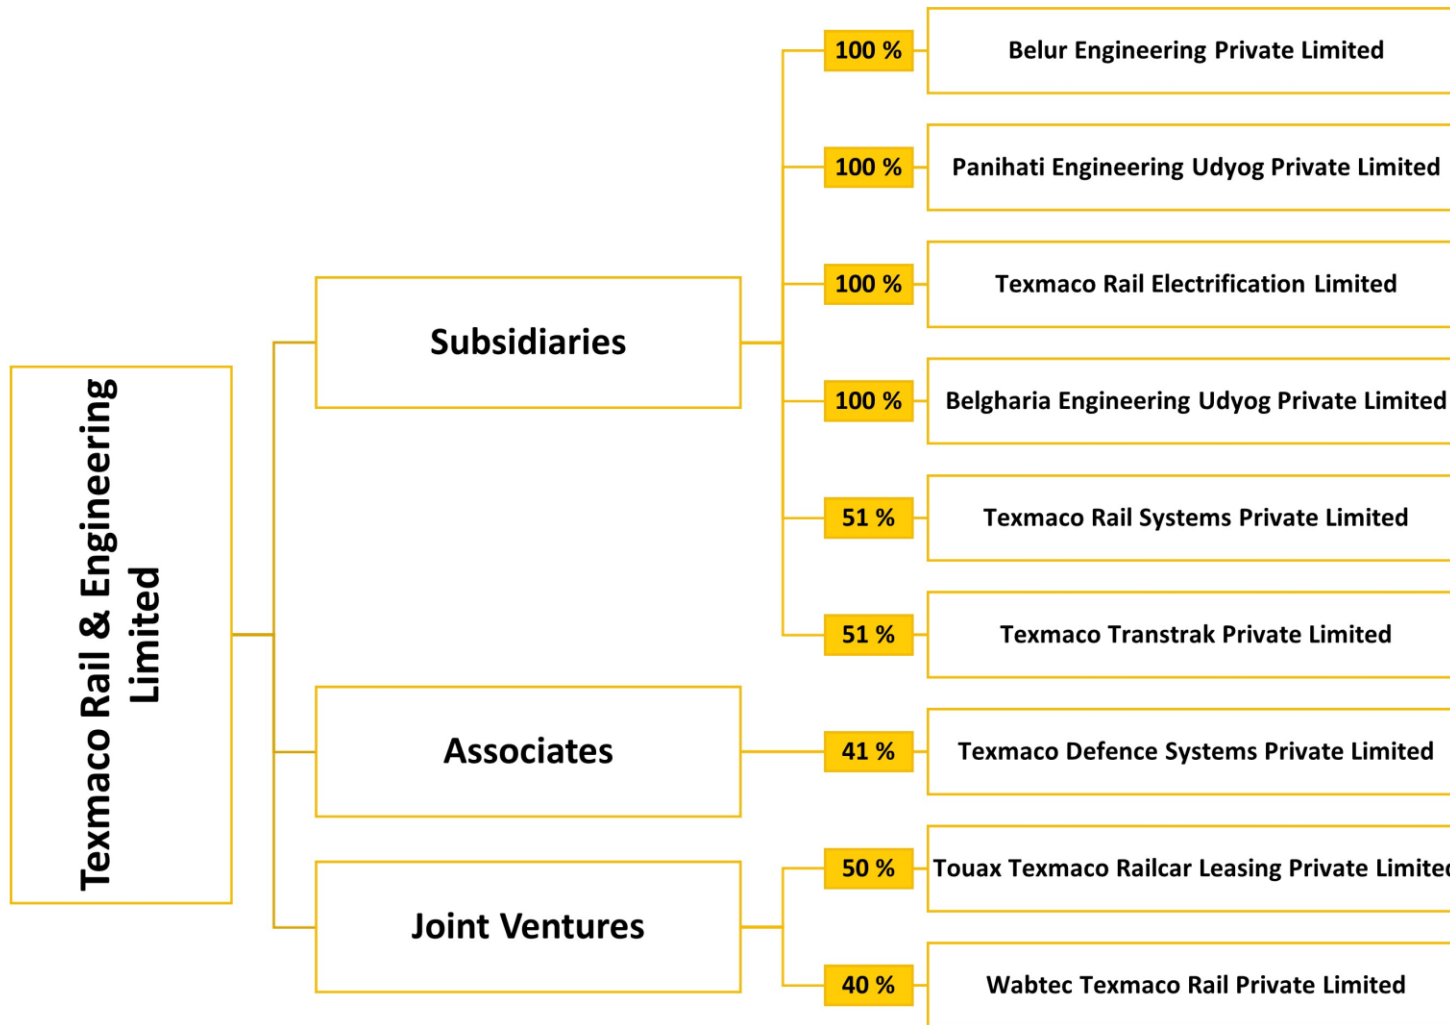 Texmaco Rail & Engineering
Limited
Subsidiaries
100 %
Belur Engineering Private Limited
100 %
Panihati Engineering Udyog Private Limited
100 %
Texmaco Rail Electrification Limited
100 %
Belgharia Engineering Udyog Private Limited
51 %
Texmaco Rail Systems Private Limited
51 %
Texmaco Transtrak Private Limited
Associates
41 %
Texmaco Defence Systems Private Limited
Joint Ventures
50 %
Touax Texmaco Railcar Leasing Private Limited
40 %
Wabtec Texmaco Rail Private Limited